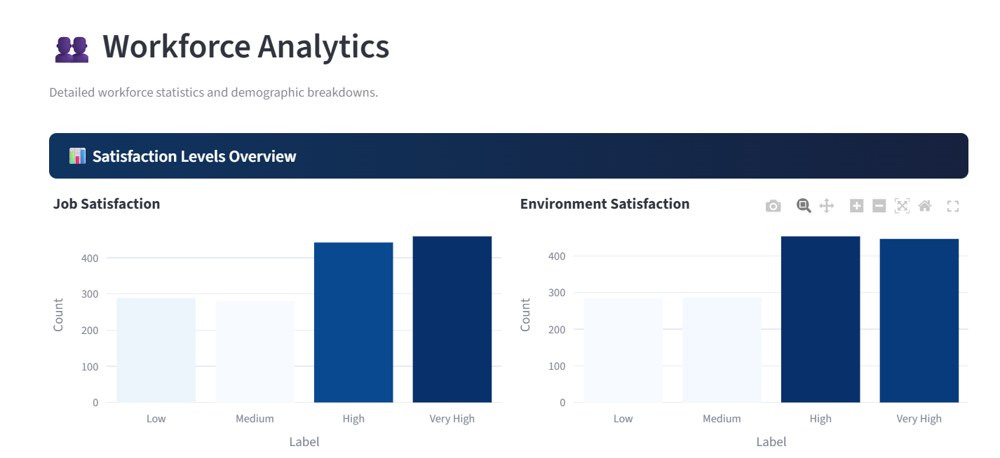 Workforce Analytics
Detailed workforce statistics and demographic breakdowns.
Satisfaction Levels Overview
Job Satisfaction
Count
400
300
200
100
0
Low Medium High Very High
Label
Environment Satisfaction
Count
400
300
200
100
0
Low Medium High Very High
Label